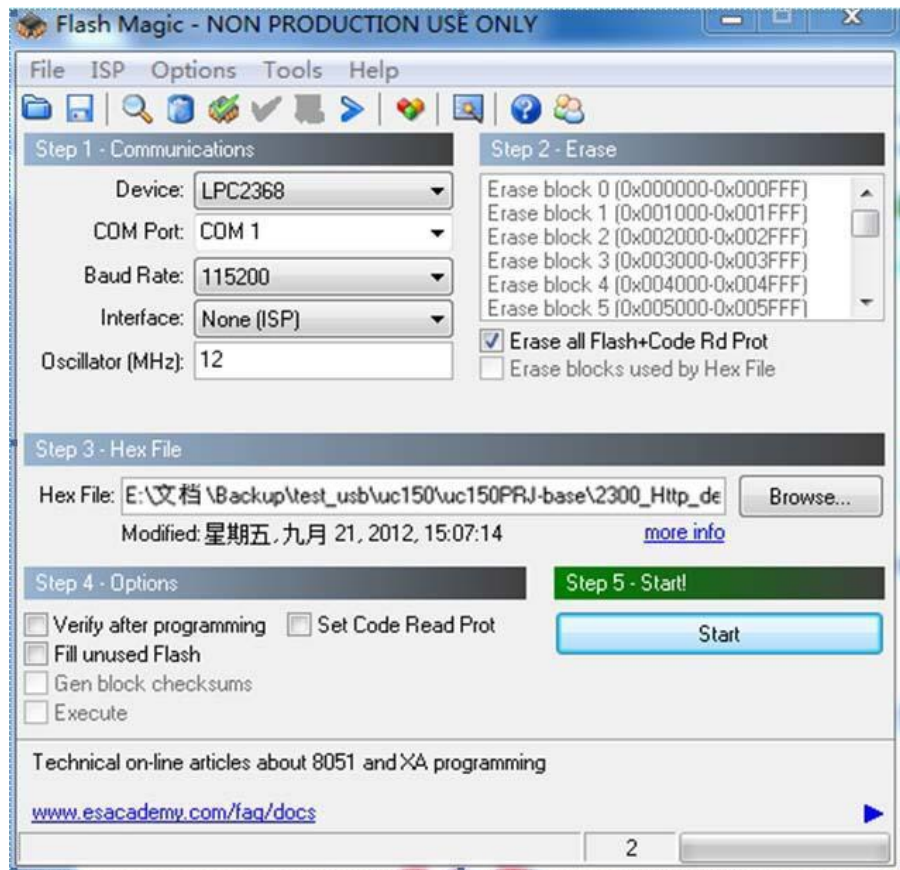 Flash Magic - NON PRODUCTION USE ONLY
File ISP Options Tools Help
Step 1 - Communications
Device: LPC2368
COM Port: COM 1
Baud Rate: 115200
Interface: None (ISP)
Oscillator (MHz): 12
Step 2 - Erase
Erase block 0 (0x000000-0x000FFF)
Erase block 1 (0x001000-0x001FFF)
Erase block 2 (0x002000-0x002FFF)
Erase block 3 (0x003000-0x003FFF)
Erase block 4 (0x004000-0x004FFF)
Erase block 5 (0x005000-0x005FFF)
Erase all Flash+Code Rd Prot
Erase blocks used by Hex File
Step 3 - Hex File
Hex File: E:\文档\Backup\test_usb\uc150\uc150PRJ-base\2300_Http_de Browse...
Modified: 星期五, 九月 21, 2012, 15:07:14 more info
Step 4 - Options
Verify after programming Set Code Read Prot
Fill unused Flash
Gen block checksums
Execute
Step 5 - Start!
Start
Technical on-line articles about 8051 and XA programming
www.esacademy.com/faq/docs
2